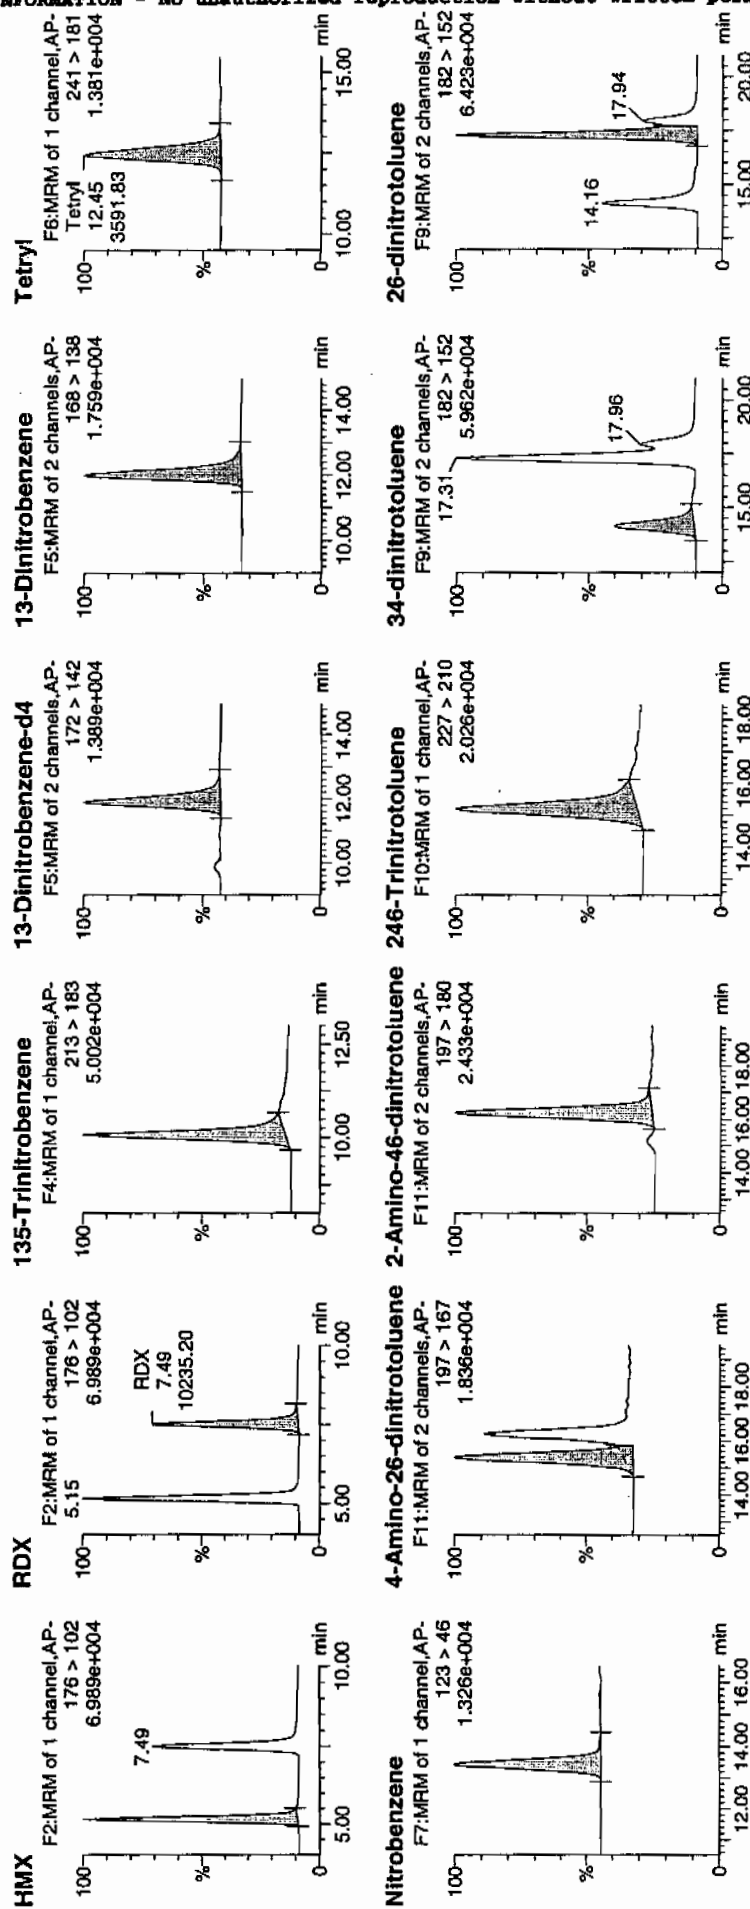 HMX
F2:MRM of 1 channel,AP-
176 > 102
6.989e+004
100
7.49
%
0
5.00
10.00
min
RDX
F2:MRM of 1 channel,AP-
5.15
176 > 102
6.989e+004
100
RDX
7.49
10235.20
%
0
5.00
10.00
min
135-Trinitrobenzene
F4:MRM of 1 channel,AP-
213 > 183
5.002e+004
100
%
0
10.00
12.50
min
13-Dinitrobenzene-d4
F5:MRM of 2 channels,AP-
172 > 142
1.389e+004
100
%
0
10.00
12.00
14.00
min
13-Dinitrobenzene
F5:MRM of 2 channels,AP-
168 > 138
1.759e+004
100
%
0
10.00
12.00
14.00
min
Tetryl
F6:MRM of 1 channel,AP-
Tetryl
241 > 181
12.45
1.381e+004
3591.83
100
%
0
10.00
15.00
min
Nitrobenzene
F7:MRM of 1 channel,AP-
123 > 46
1.326e+004
100
%
0
12.00
14.00
16.00
min
4-Amino-26-dinitrotoluene
F11:MRM of 2 channels,AP-
197 > 167
1.836e+004
100
%
0
14.00
16.00
18.00
min
2-Amino-46-dinitrotoluene
F11:MRM of 2 channels,AP-
197 > 180
2.433e+004
100
%
0
14.00
16.00
18.00
min
246-Trinitrotoluene
F10:MRM of 1 channel,AP-
227 > 210
2.026e+004
100
%
0
14.00
16.00
18.00
min
34-dinitrotoluene
F9:MRM of 2 channels,AP-
17.31
182 > 152
5.962e+004
100
17.96
%
0
15.00
20.00
min
26-dinitrotoluene
F9:MRM of 2 channels,AP-
182 > 152
6.423e+004
100
17.94
14.16
%
0
15.00
20.00
min